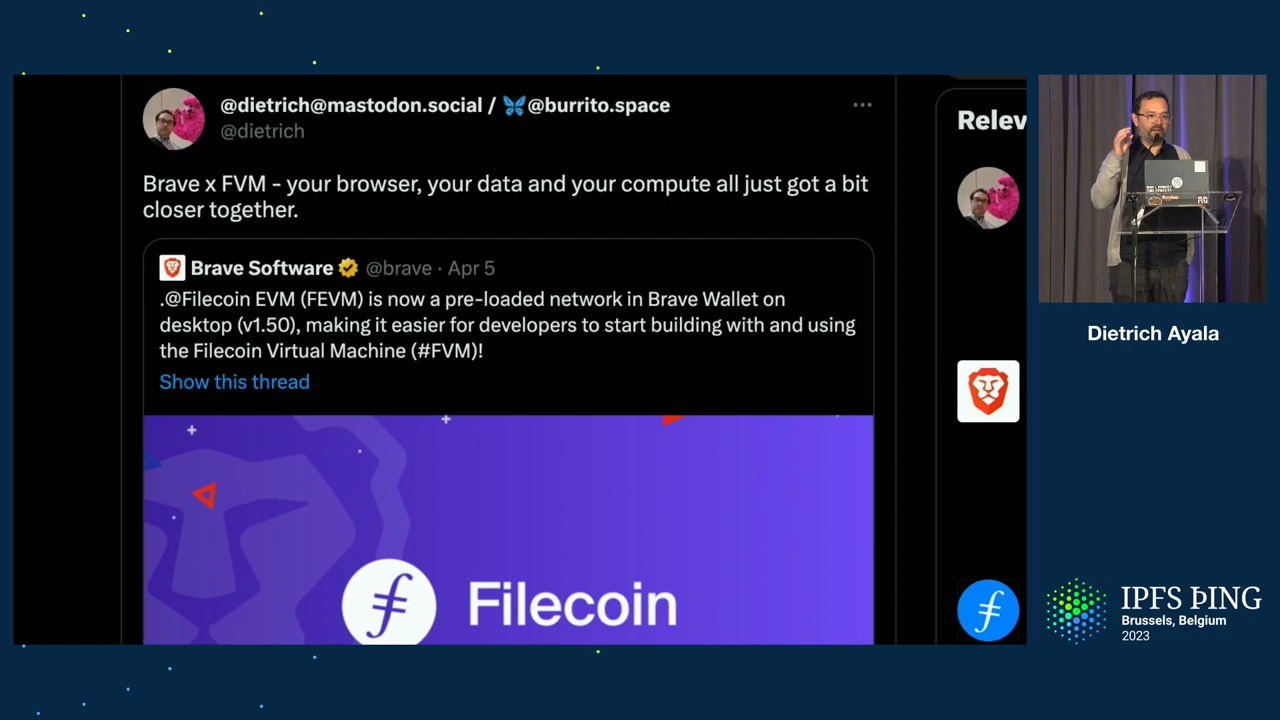 @dietrich@mastodon.social / 🦋@burrito.space
@dietrich
Brave x FVM - your browser, your data and your compute all just got a bit
closer together.
Brave Software @brave · Apr 5
.@Filecoin EVM (FEVM) is now a pre-loaded network in Brave Wallet on
desktop (v1.50), making it easier for developers to start building with and using
the Filecoin Virtual Machine (#FVM)!
Show this thread
Filecoin
Relev
Dietrich Ayala
IPFS ÞING
Brussels, Belgium
2023